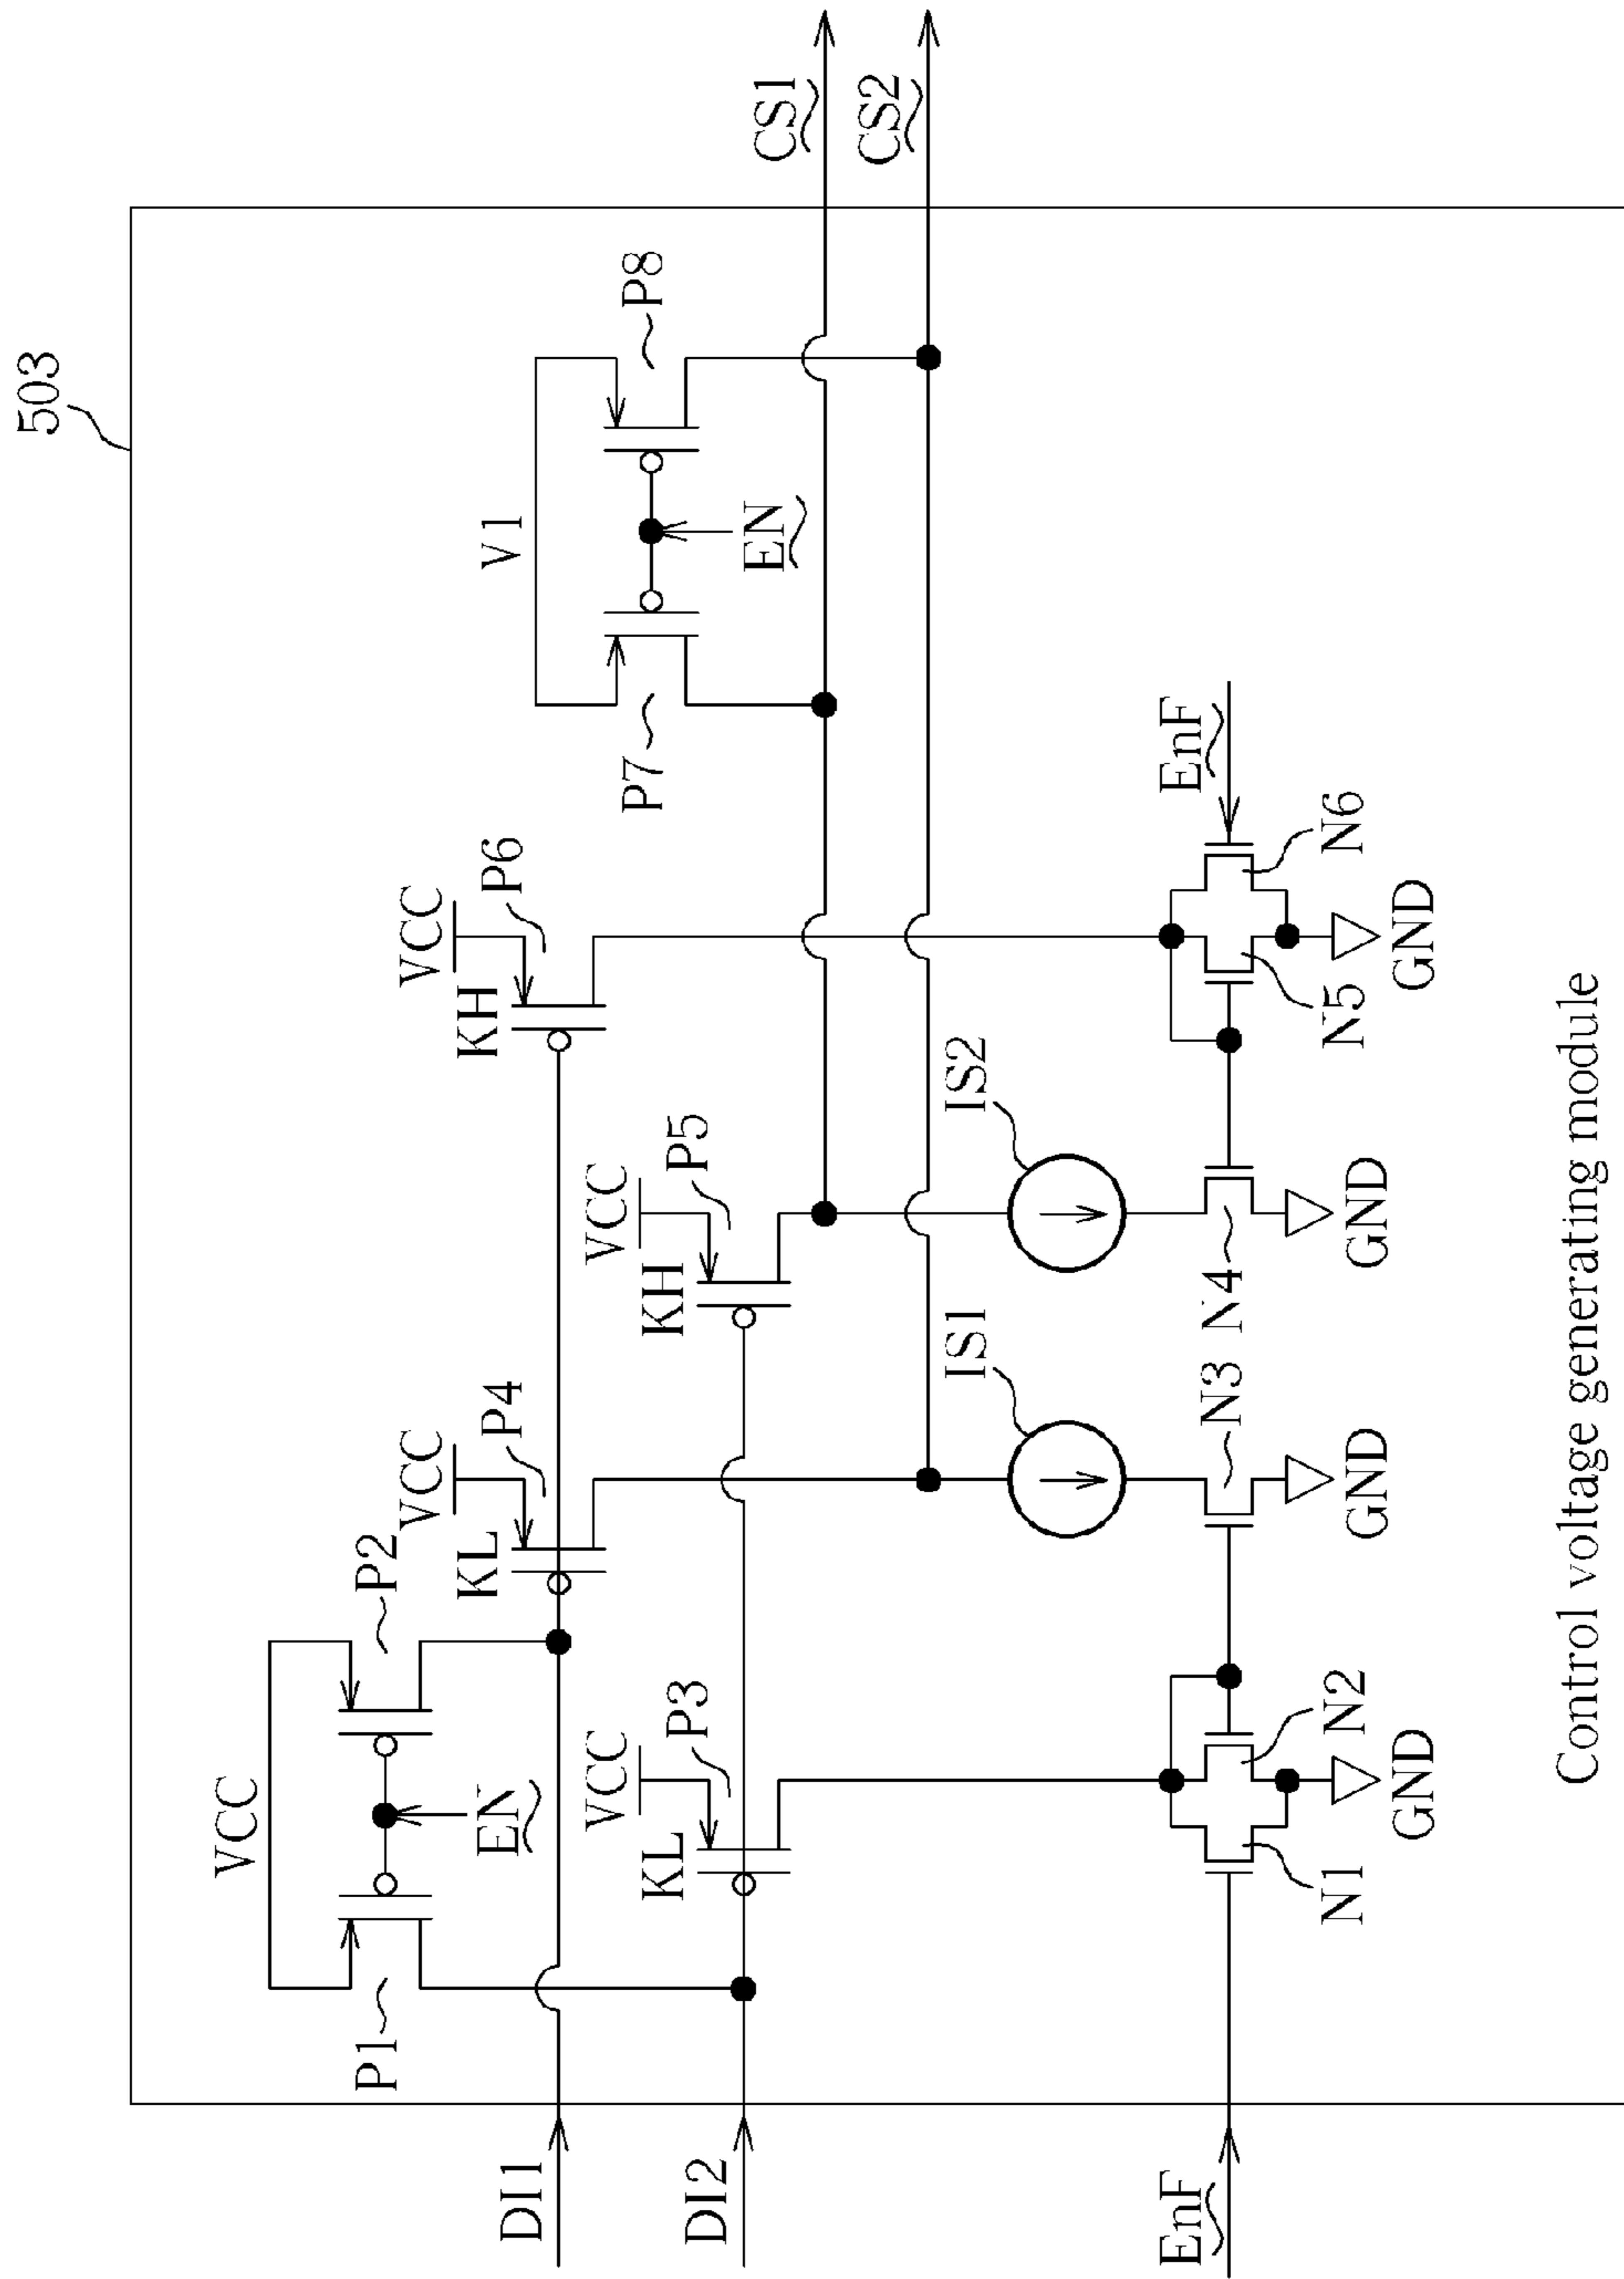 503
VCC
P1
P2
EN
VCC
KL
P4
VCC
KH
P6
V1
P7
P8
EN
DI1
DI2
VCC
KL
P3
VCC
KH
P5
CS1
CS2
IS1
IS2
EnF
N1
N2
GND
N3
GND
N4
GND
N5
N6
GND
EnF
Control voltage generating module